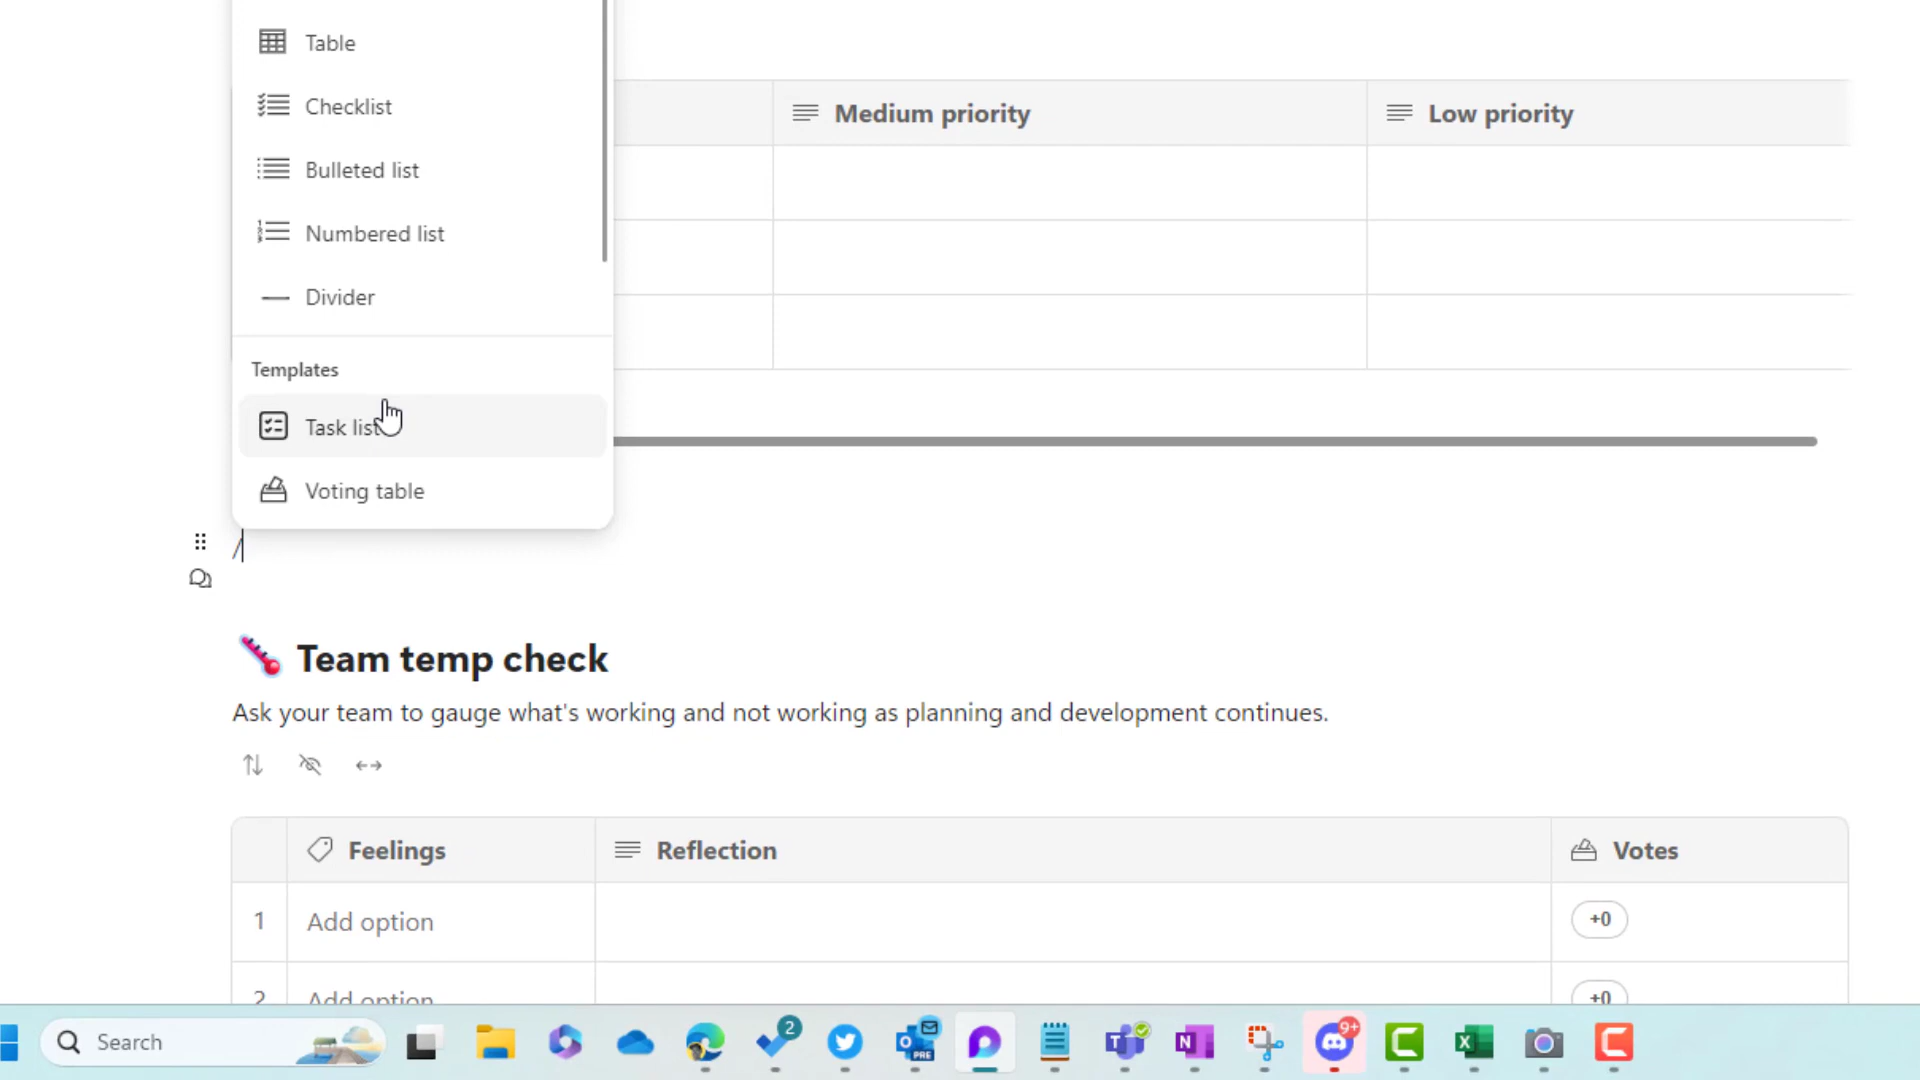 Table
Checklist
Bulleted list
Numbered list
Divider
Templates
Task list
Voting table
Medium priority
Low priority
/
Team temp check
Ask your team to gauge what's working and not working as planning and development continues.
Feelings
Reflection
Votes
1
Add option
+0
2
Add option
+0
Search
2
PRE
9+